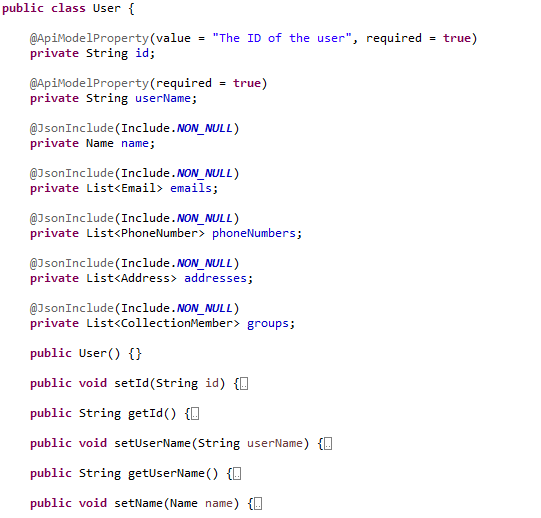 public class User {
@ApiModelProperty(value = "The ID of the user", required = true)
private String id;
@ApiModelProperty(required = true)
private String userName;
@JsonInclude(Include.NON_NULL)
private Name name;
@JsonInclude(Include.NON_NULL)
private List<Email> emails;
@JsonInclude(Include.NON_NULL)
private List<PhoneNumber> phoneNumbers;
@JsonInclude(Include.NON_NULL)
private List<Address> addresses;
@JsonInclude(Include.NON_NULL)
private List<CollectionMember> groups;
public User() {}
public void setId(String id) {..
public String getId() {..
public void setUserName(String userName) {..
public String getUserName() {..
public void setName(Name name) {..